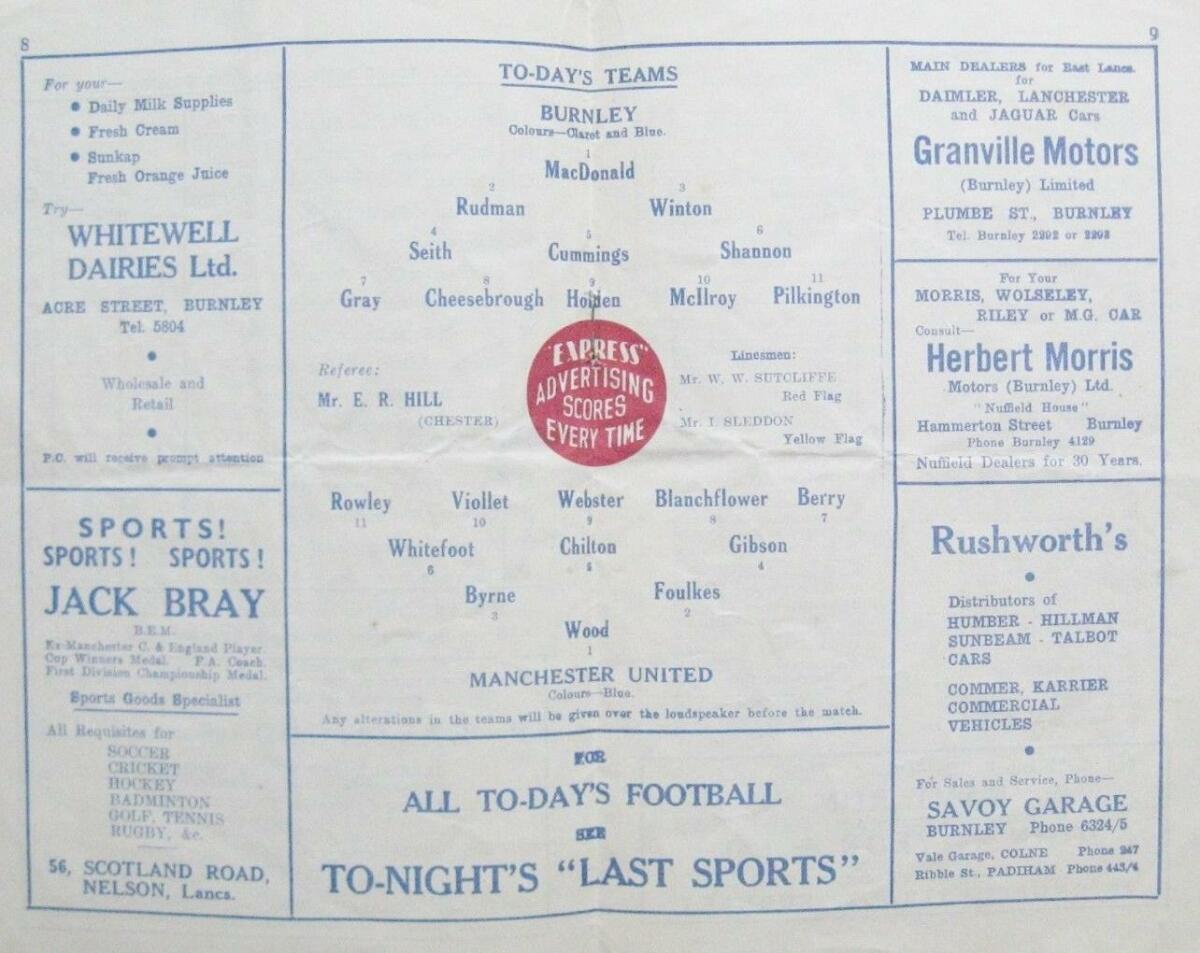 8
For your—
• Daily Milk Supplies
• Fresh Cream
• Sunkap
Fresh Orange Juice
Try—
WHITEWELL
DAIRIES Ltd.
ACRE STREET, BURNLEY
Tel. 5804
•
Wholesale and
Retail
•
P.C. will receive prompt attention
SPORTS!
SPORTS! SPORTS!
JACK BRAY
B.E.M.
Ex-Manchester C. & England Player.
Cup Winners Medal. F.A. Coach.
First Division Championship Medal.
Sports Goods Specialist
All Requisites for
SOCCER
CRICKET
HOCKEY
BADMINTON
GOLF, TENNIS
RUGBY, &c.
56, SCOTLAND ROAD,
NELSON, Lancs.
TO-DAY'S TEAMS
BURNLEY
Colours—Claret and Blue.
1
MacDonald
2 3
Rudman Winton
4 5 6
Seith Cummings Shannon
7 8 9 10 11
Gray Cheesebrough Holden McIlroy Pilkington
Referee:
Mr. E. R. HILL
(CHESTER)
"EXPRESS"
ADVERTISING
SCORES
EVERY TIME
Linesmen:
Mr. W. W. SUTCLIFFE
Red Flag
Mr. I. SLEDDON
Yellow Flag
Rowley Viollet Webster Blanchflower Berry
11 10 9 8 7
Whitefoot Chilton Gibson
6 5 4
Byrne Foulkes
3 2
Wood
1
MANCHESTER UNITED
Colours—Blue.
Any alterations in the teams will be given over the loudspeaker before the match.
FOR
ALL TO-DAY'S FOOTBALL
SEE
TO-NIGHT'S "LAST SPORTS"
9
MAIN DEALERS for East Lancs.
for
DAIMLER, LANCHESTER
and JAGUAR Cars
Granville Motors
(Burnley) Limited
PLUMBE ST., BURNLEY
Tel. Burnley 2292 or 2293
For Your
MORRIS, WOLSELEY,
RILEY or M.G. CAR
Consult—
Herbert Morris
Motors (Burnley) Ltd.
"Nuffield House"
Hammerton Street Burnley
Phone Burnley 4129
Nuffield Dealers for 30 Years.
Rushworth's
•
Distributors of
HUMBER - HILLMAN
SUNBEAM - TALBOT
CARS
COMMER, KARRIER
COMMERCIAL
VEHICLES
•
For Sales and Service, Phone—
SAVOY GARAGE
BURNLEY Phone 6324/5
Vale Garage, COLNE Phone 247
Ribble St., PADIHAM Phone 443/4